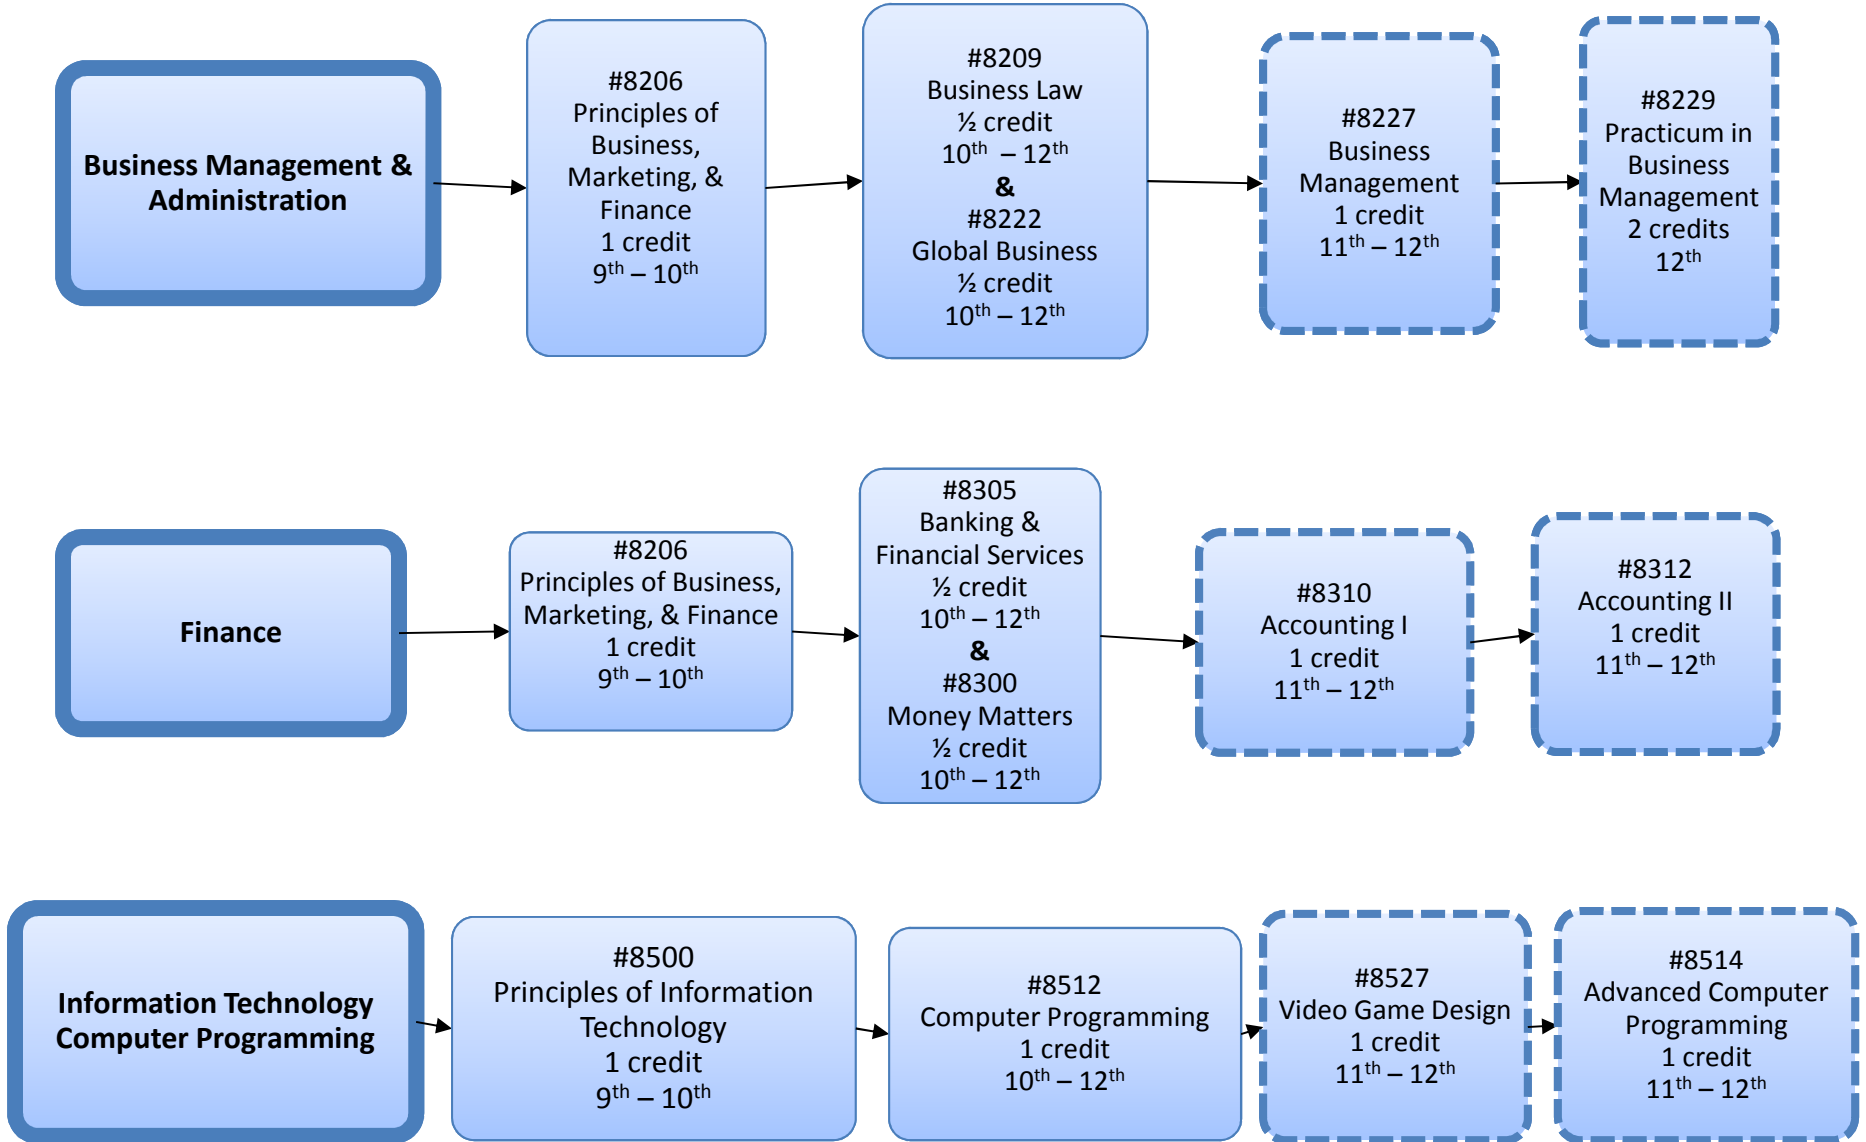 Business Management &
Administration
#8206
Principles of
Business,
Marketing, &
Finance
1 credit
9th – 10th
#8209
Business Law
½ credit
10th – 12th
&
#8222
Global Business
½ credit
10th – 12th
#8227
Business
Management
1 credit
11th – 12th
#8229
Practicum in
Business
Management
2 credits
12th
Finance
#8206
Principles of Business,
Marketing, & Finance
1 credit
9th – 10th
#8305
Banking &
Financial Services
½ credit
10th – 12th
&
#8300
Money Matters
½ credit
10th – 12th
#8310
Accounting I
1 credit
11th – 12th
#8312
Accounting II
1 credit
11th – 12th
Information Technology
Computer Programming
#8500
Principles of Information
Technology
1 credit
9th – 10th
#8512
Computer Programming
1 credit
10th – 12th
#8527
Video Game Design
1 credit
11th – 12th
#8514
Advanced Computer
Programming
1 credit
11th – 12th